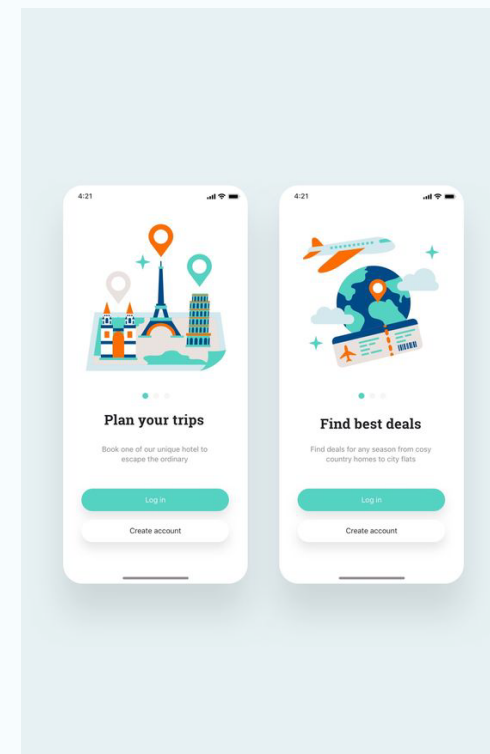 4:21
Plan your trips
Book one of our unique hotel to
escape the ordinary
Log in
Create account
4:21
Find best deals
Find deals for any season from cosy
country homes to city flats
Log in
Create account